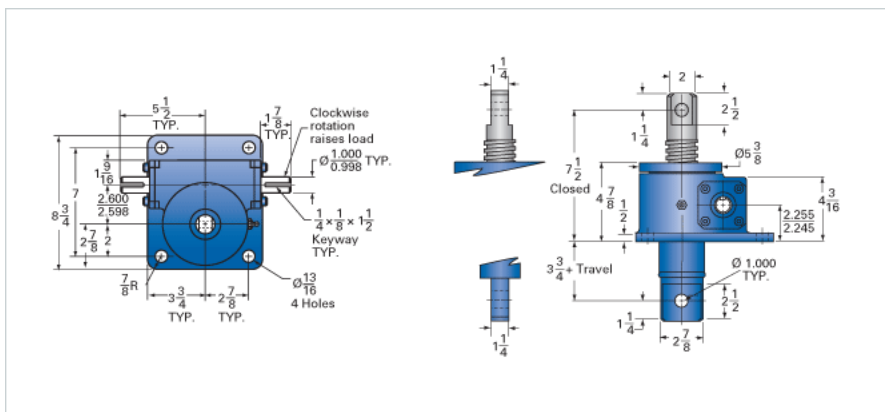 5 1/2
TYP.
1 7/8
TYP.
Clockwise
rotation
raises load
Ø 1.000/0.998 TYP.
1 9/16
7
8 3/4
2.600/2.598
2 7/8
2
1/4 × 1/8 × 1 1/2
Keyway
TYP.
7/8 R
3 3/4
TYP.
2 7/8
TYP.
Ø 13/16
4 Holes
1 1/4
1 1/4
2
2 1/2
1 1/4
Ø5 3/8
7 1/2
Closed
4 7/8
1/2
4 3/16
2.255/2.245
3 3/4 + Travel
Ø 1.000
TYP.
2 1/2
1 1/4
2 7/8